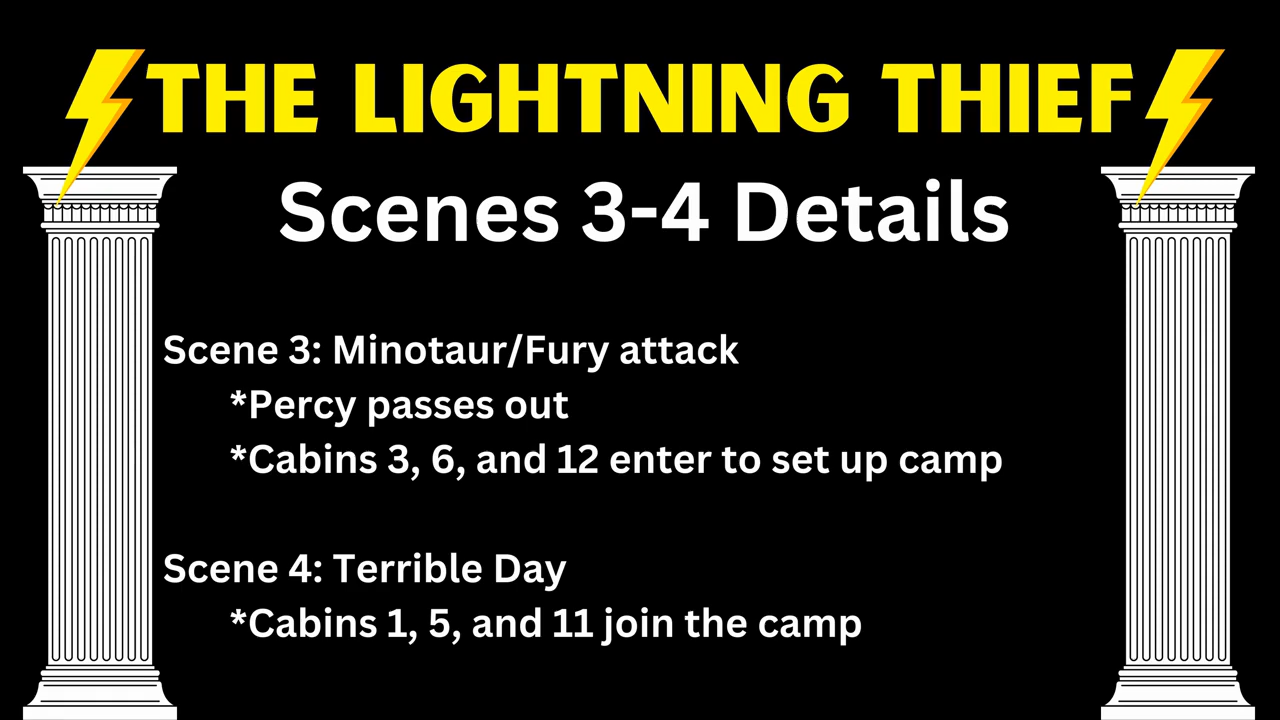 THE LIGHTNING THIEF
Scenes 3-4 Details
Scene 3: Minotaur/Fury attack
*Percy passes out
*Cabins 3, 6, and 12 enter to set up camp
Scene 4: Terrible Day
*Cabins 1, 5, and 11 join the camp